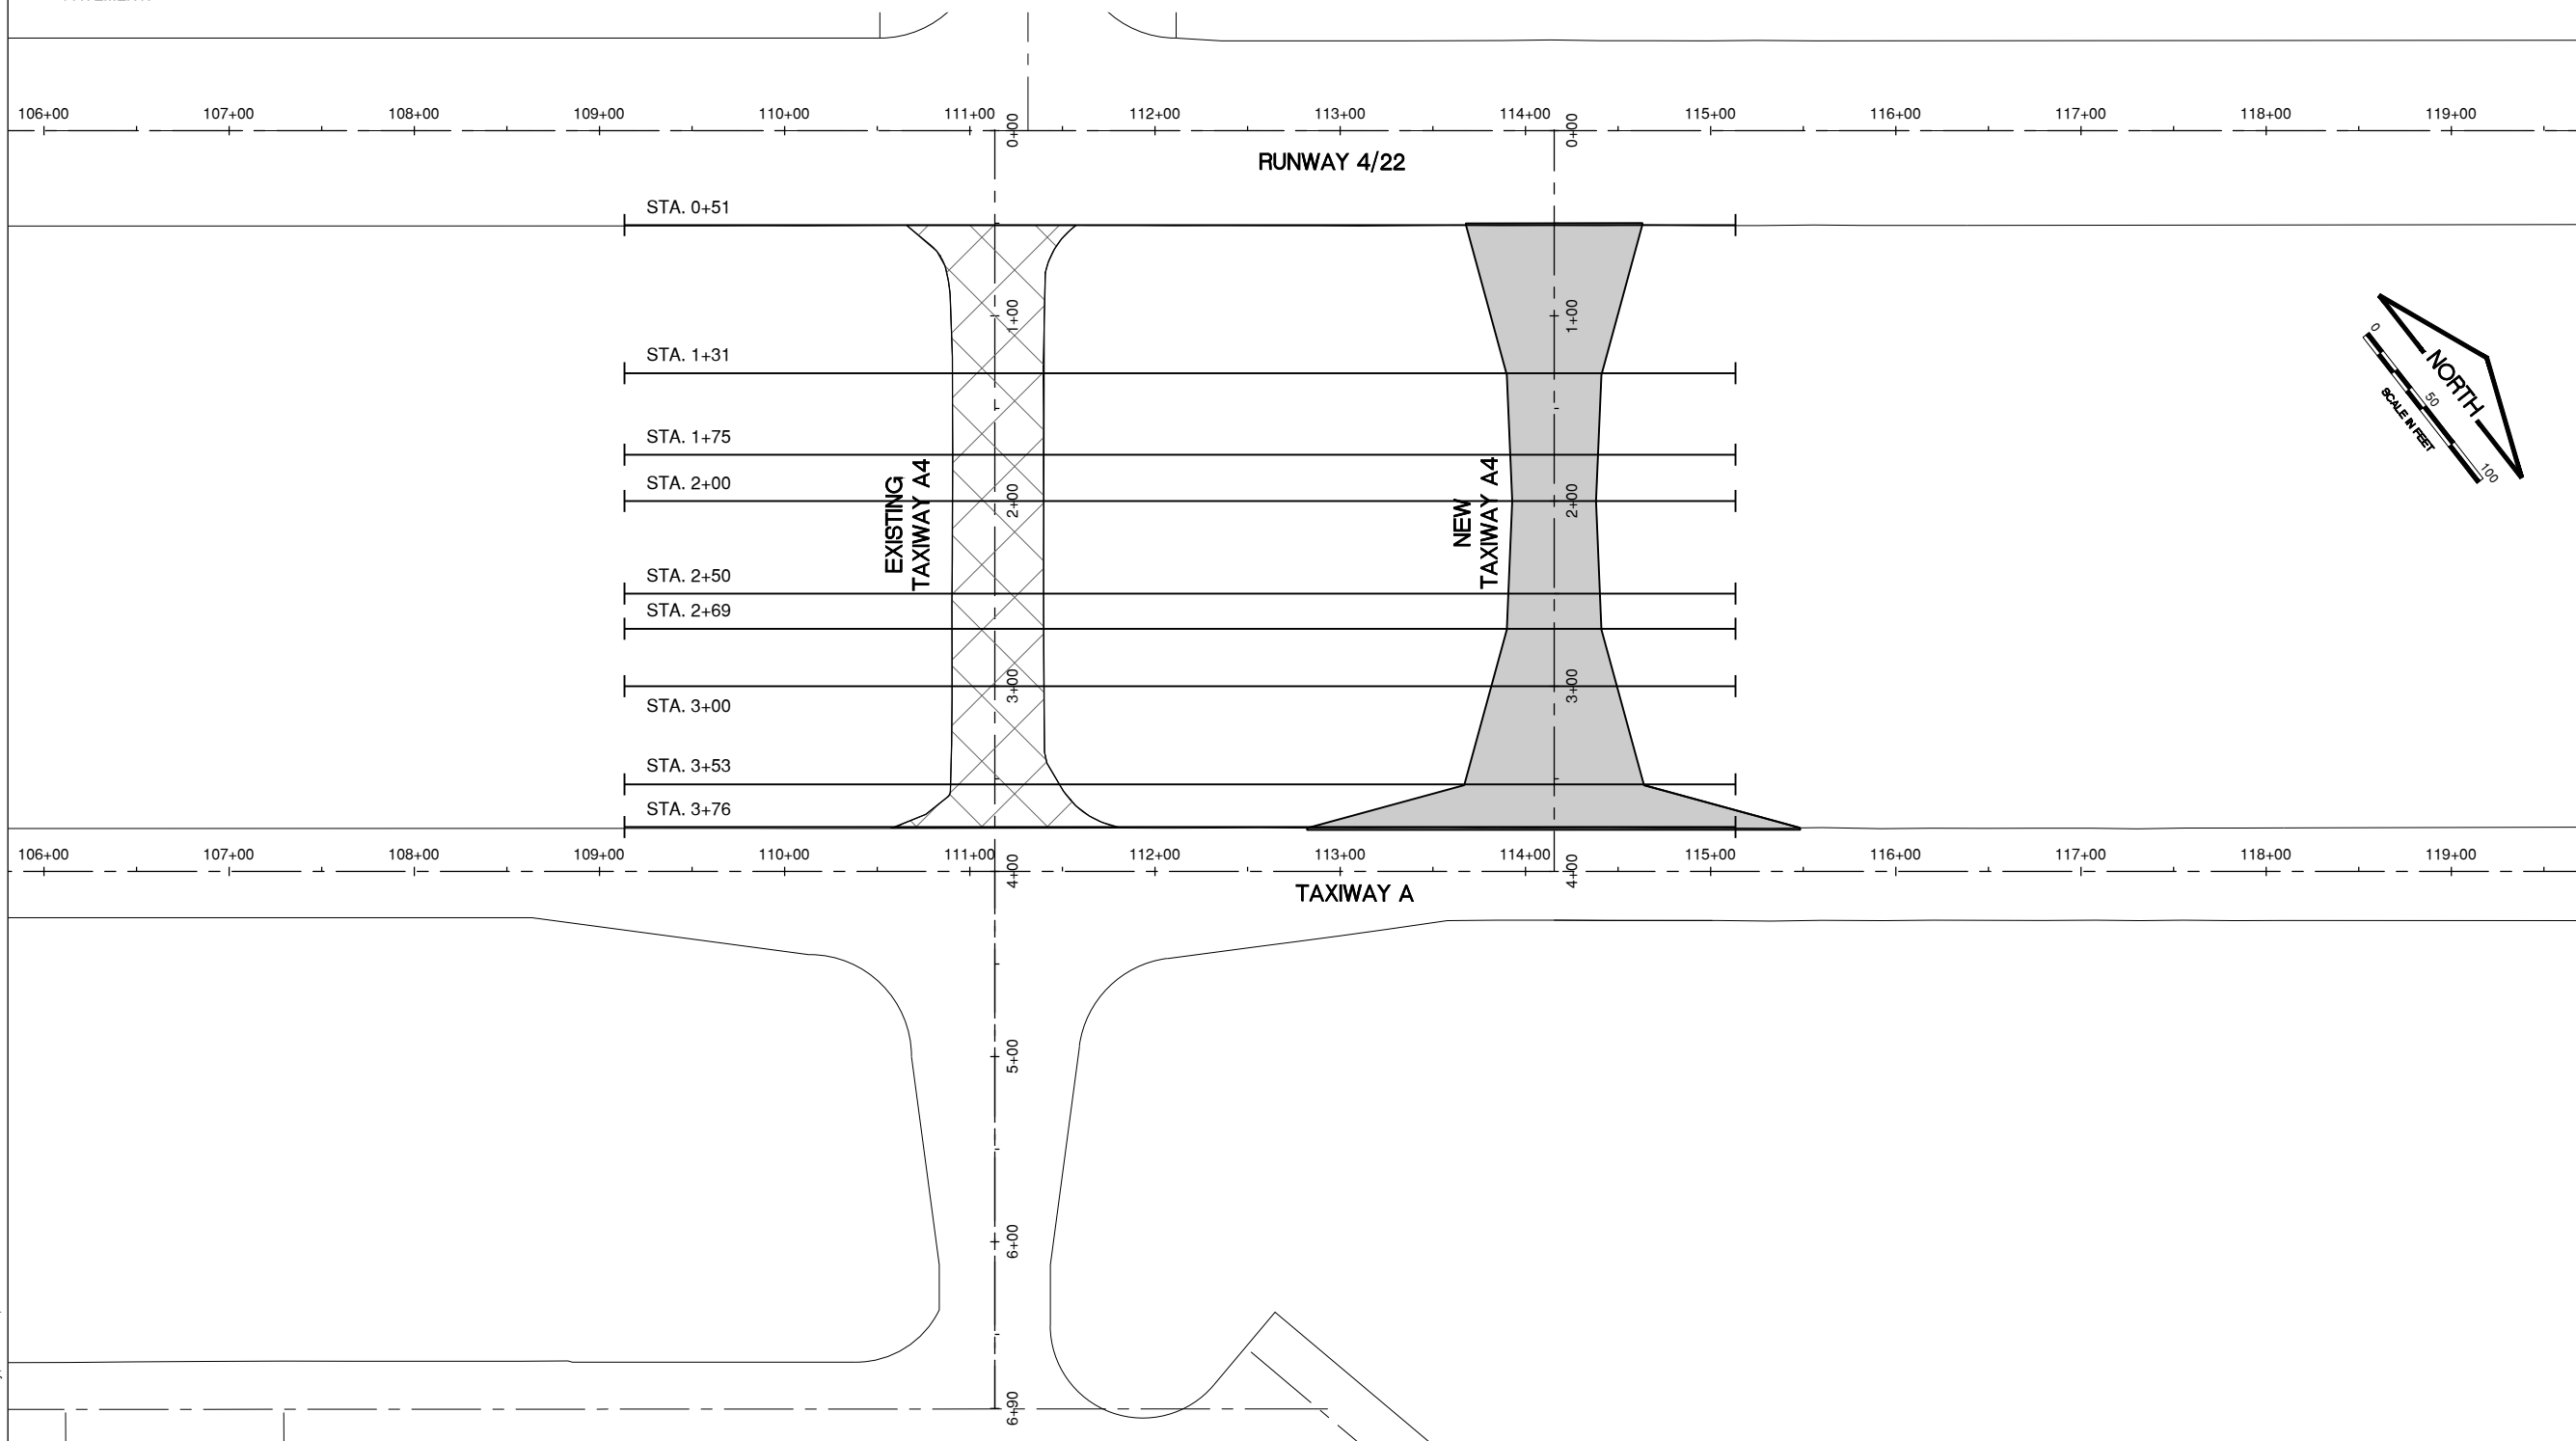 106+00 107+00 108+00 109+00 110+00 111+00 112+00 113+00 114+00 115+00 116+00 117+00 118+00 119+00
0+00
0+00
RUNWAY 4/22
STA. 0+51
1+00
1+00
STA. 1+31
STA. 1+75
STA. 2+00
2+00
2+00
EXISTING
TAXIWAY A4
NEW
TAXIWAY A4
STA. 2+50
STA. 2+69
3+00
3+00
STA. 3+00
STA. 3+53
STA. 3+76
0
50
100
SCALE IN FEET
NORTH
106+00 107+00 108+00 109+00 110+00 111+00 112+00 113+00 114+00 115+00 116+00 117+00 118+00 119+00
4+00
4+00
TAXIWAY A
5+00
6+00
6+90